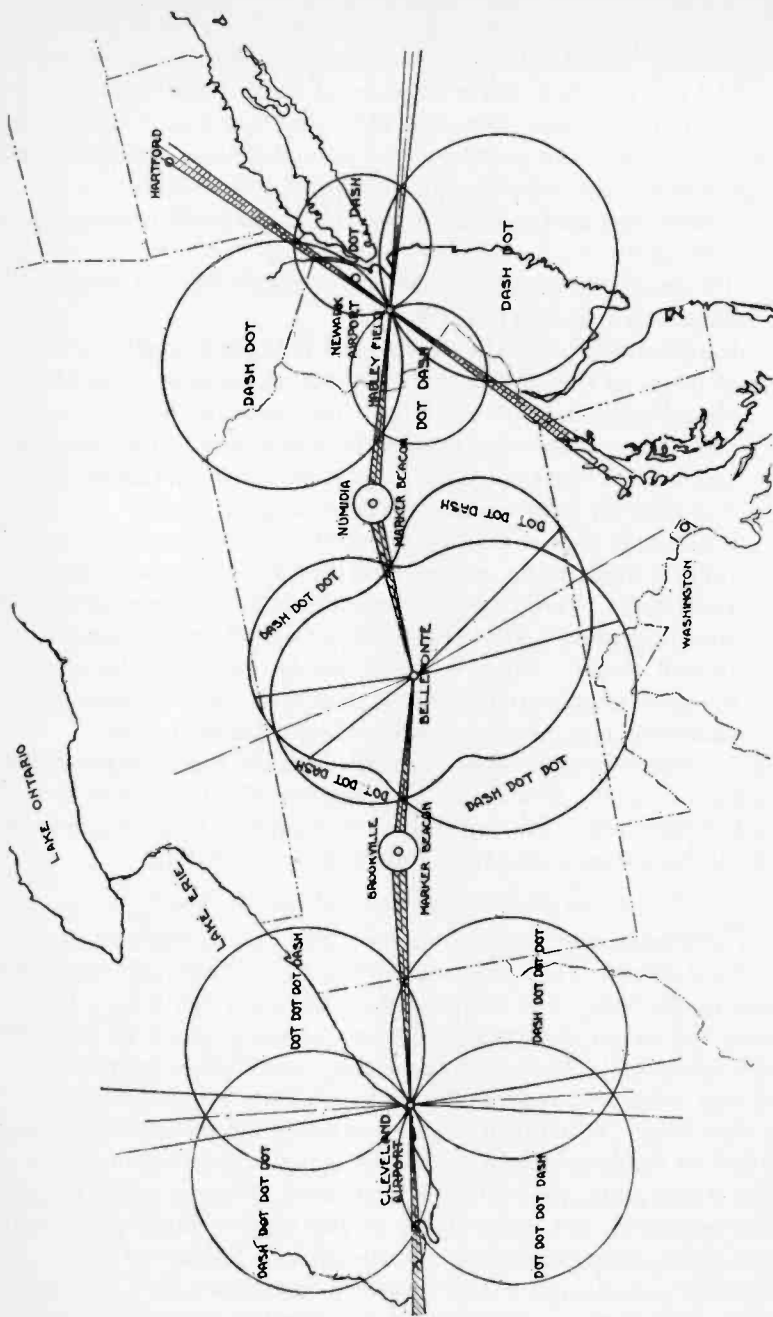 LAKE ONTARIO
LAKE ERIE
HARTFORD
DASH DOT
DOT DASH
NEWARK
AIRPORT
HADLEY FIELD
DOT DASH
DASH DOT
NUMIDIA
MARKER BEACON
DASH DOT DOT
DOT DOT DASH
BELLEFONTE
DOT DOT DASH
DASH DOT DOT
WASHINGTON
BROOKVILLE
MARKER BEACON
DOT DOT DOT DASH
DASH DOT DOT DOT
CLEVELAND
AIRPORT
DASH DOT DOT DOT
DOT DOT DOT DASH